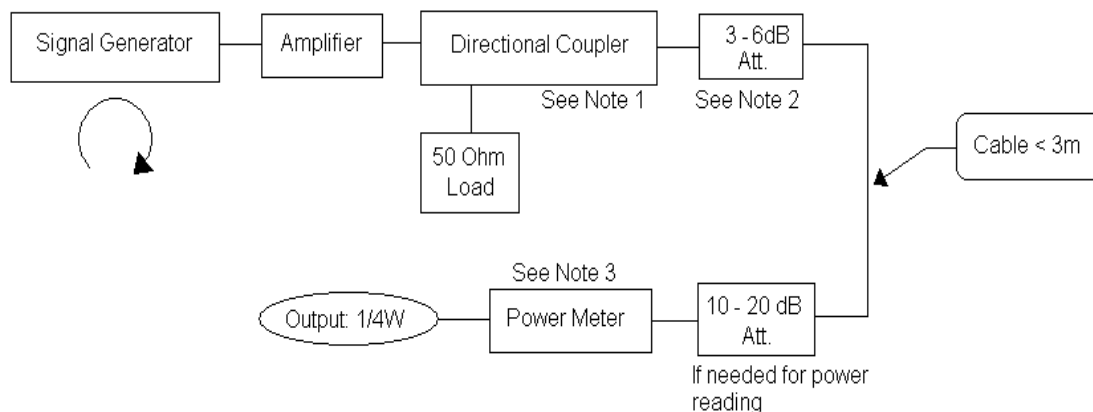 Signal Generator
Amplifier
Directional Coupler
3 - 6dB
Att.
See Note 1
See Note 2
50 Ohm
Load
Cable < 3m
See Note 3
Output: 1/4W
Power Meter
10 - 20 dB
Att.
If needed for power
reading